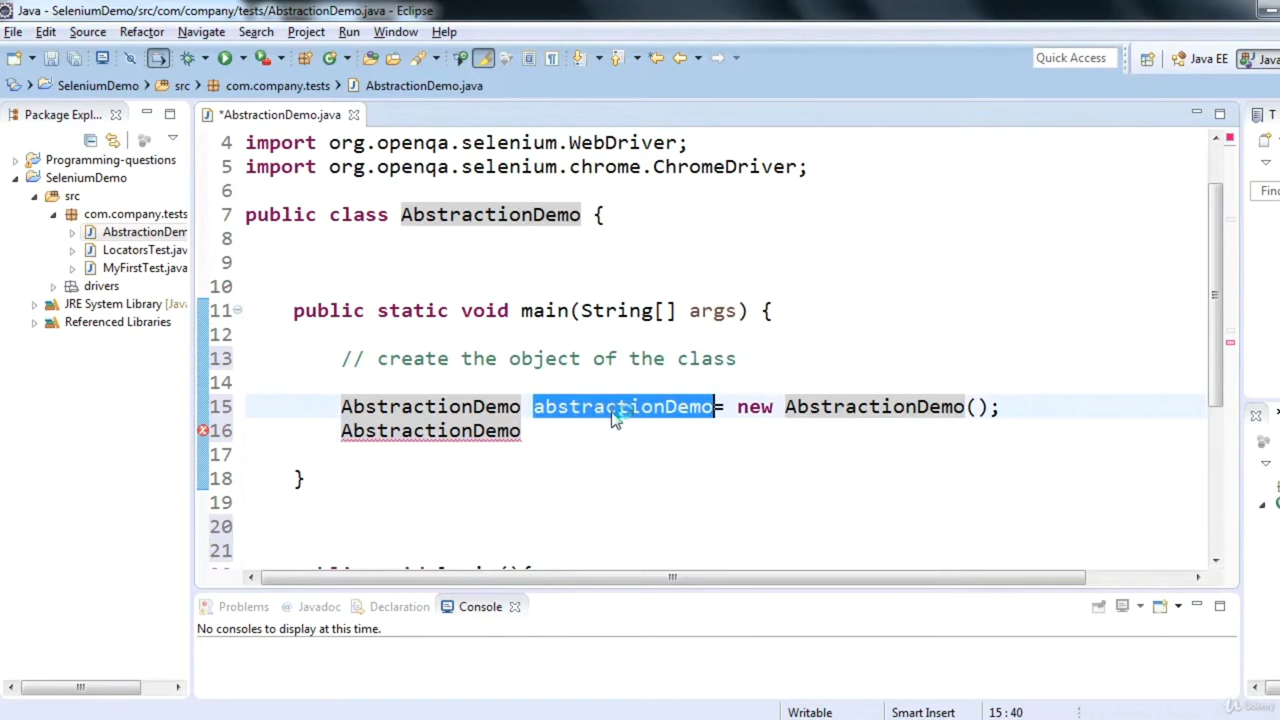 Java - SeleniumDemo/src/com/company/tests/AbstractionDemo.java - Eclipse
File Edit Source Refactor Navigate Search Project Run Window Help
Quick Access Java EE Java
SeleniumDemo src com.company.tests AbstractionDemo.java
Package Expl... *AbstractionDemo.java
Programming-questions
SeleniumDemo
src
com.company.tests
AbstractionDem
LocatorsTest.jav
MyFirstTest.java
drivers
JRE System Library [Java
Referenced Libraries
4 import org.openqa.selenium.WebDriver;
5 import org.openqa.selenium.chrome.ChromeDriver;
6
7 public class AbstractionDemo {
8
9
10
11 public static void main(String[] args) {
12
13 // create the object of the class
14
15 AbstractionDemo abstractionDemo= new AbstractionDemo();
16 AbstractionDemo
17
18 }
19
20
21
Problems @ Javadoc Declaration Console
No consoles to display at this time.
Writable Smart Insert 15 : 40
Udemy